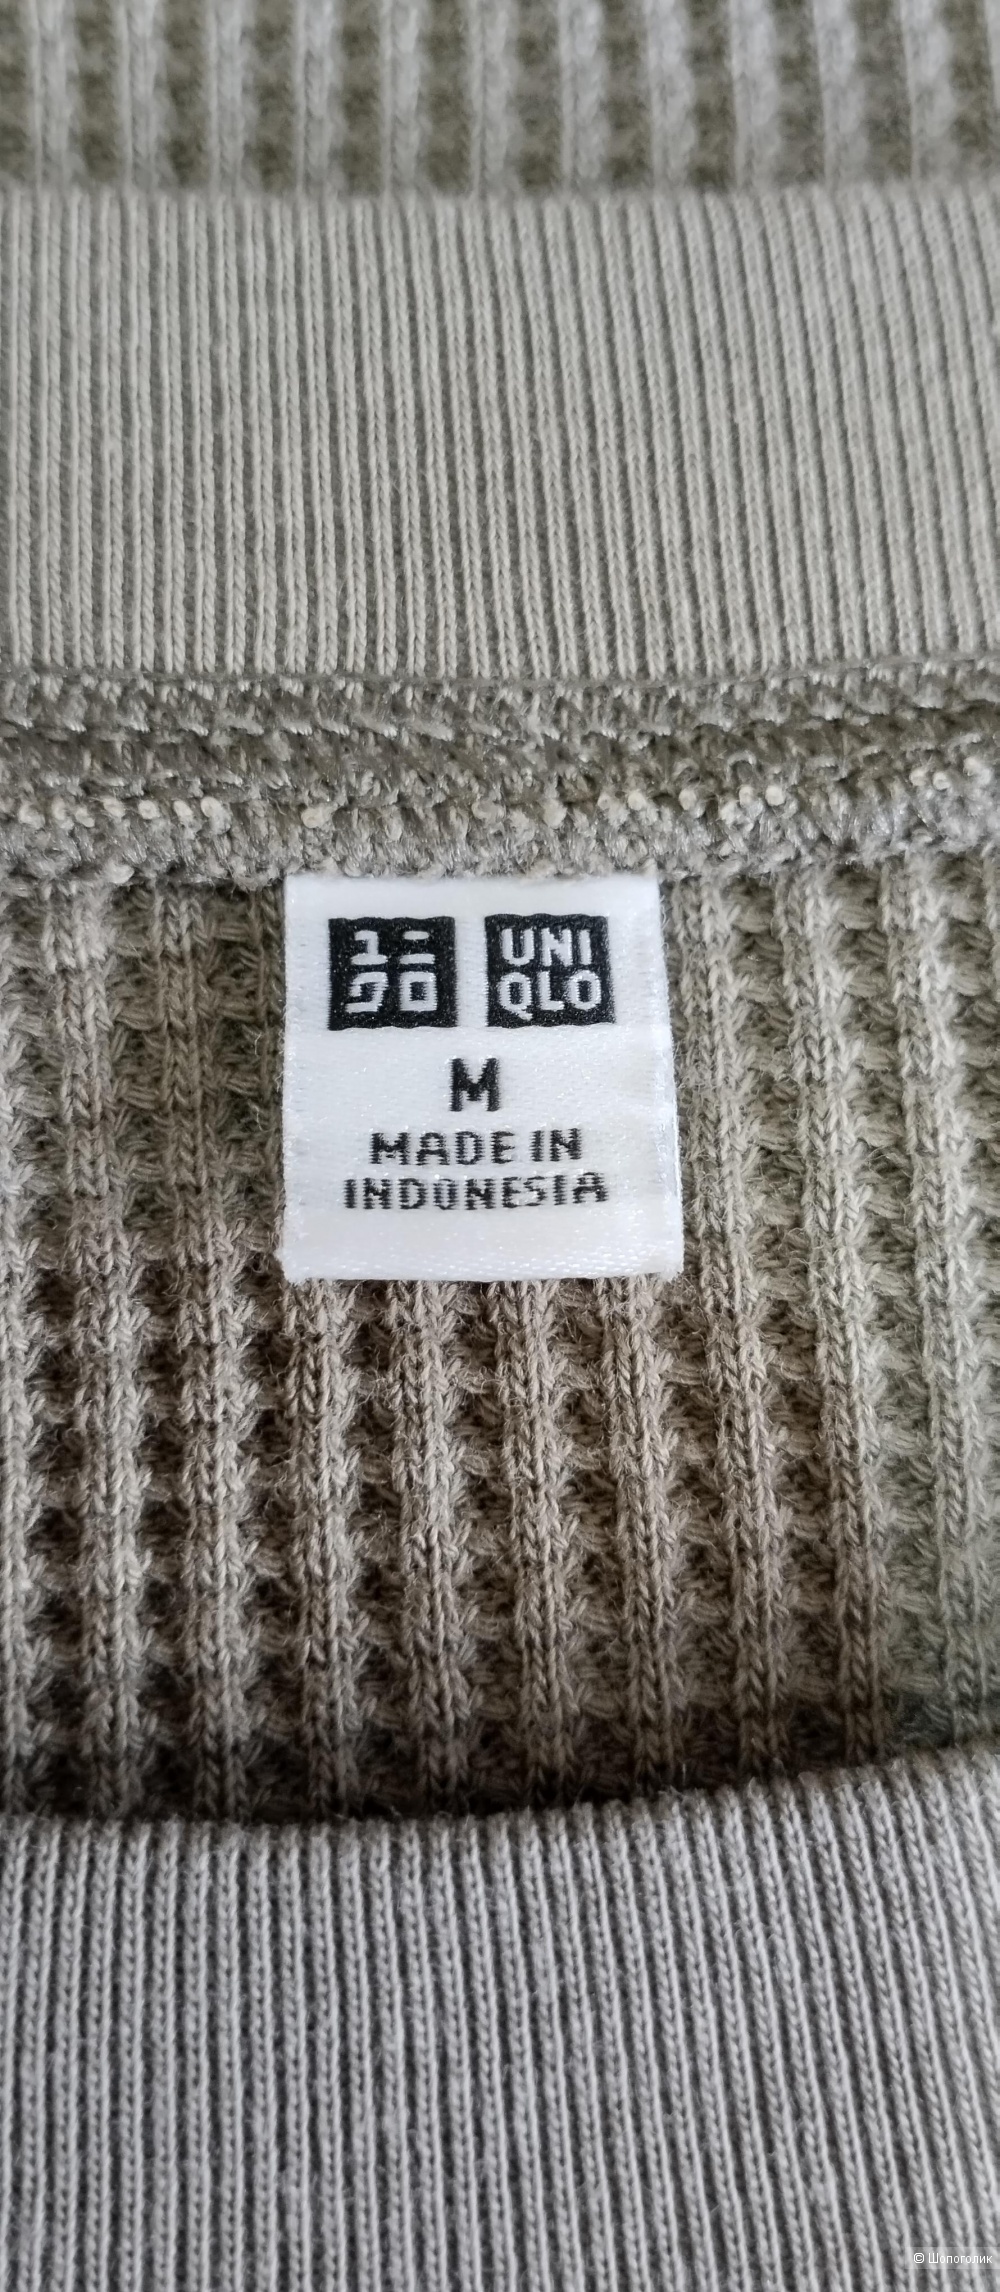 ユニ UNI
クロ QLO
M
MADE IN
INDONESIA
© Шопоголик